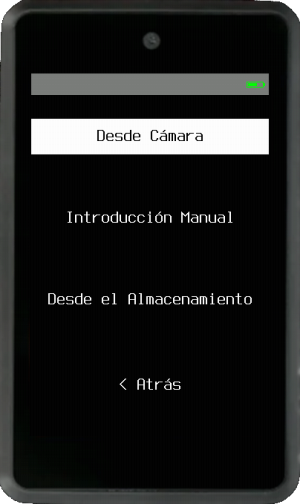 Desde Cámara
Introducción Manual
Desde el Almacenamiento
< Atrás